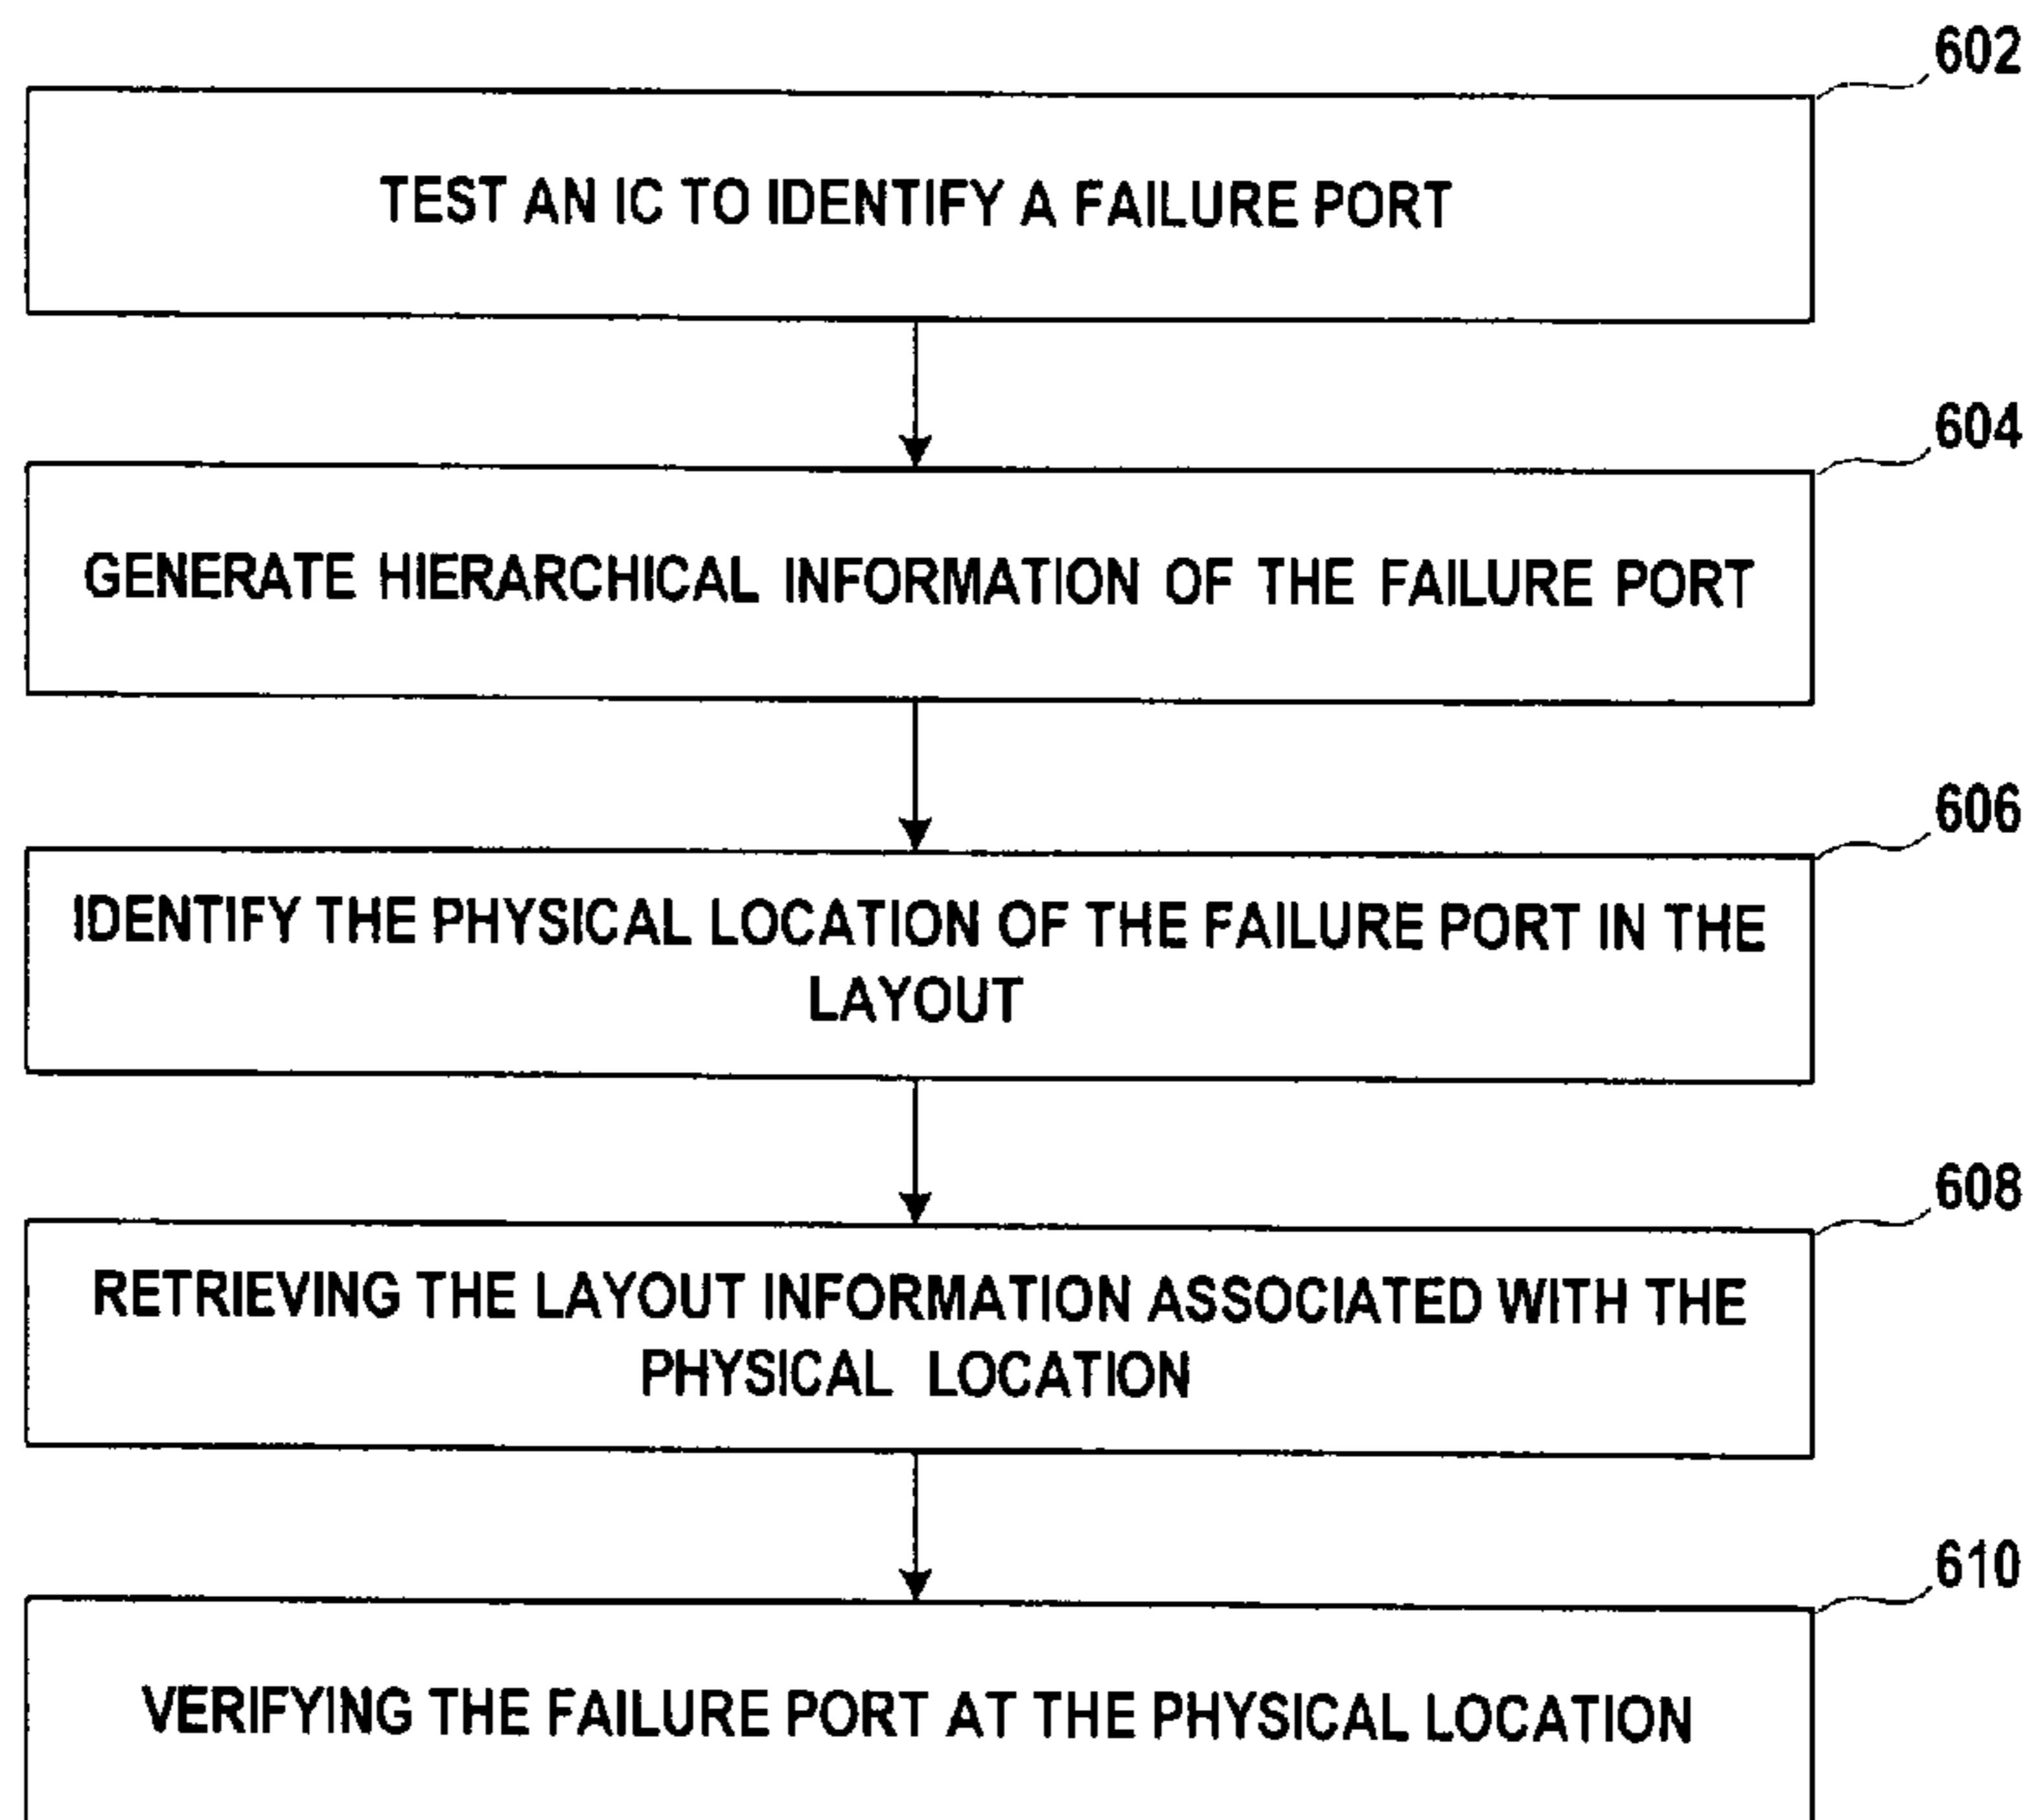 602
TEST AN IC TO IDENTIFY A FAILURE PORT
604
GENERATE HIERARCHICAL INFORMATION OF THE FAILURE PORT
606
IDENTIFY THE PHYSICAL LOCATION OF THE FAILURE PORT IN THE
LAYOUT
608
RETRIEVING THE LAYOUT INFORMATION ASSOCIATED WITH THE
PHYSICAL LOCATION
610
VERIFYING THE FAILURE PORT AT THE PHYSICAL LOCATION